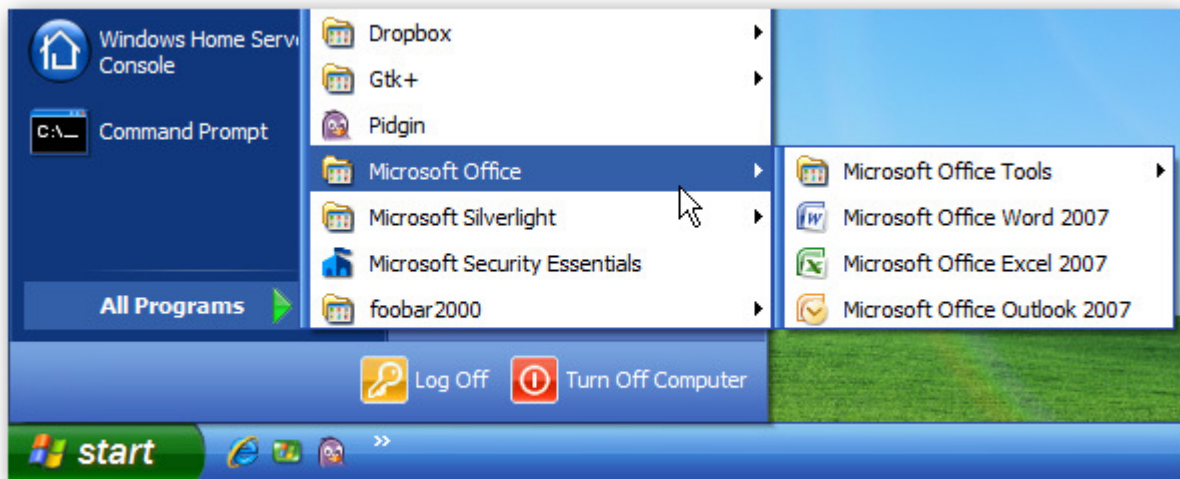 Windows Home Serv
Console
C:\_
Command Prompt
All Programs
Dropbox
Gtk+
Pidgin
Microsoft Office
Microsoft Silverlight
Microsoft Security Essentials
foobar2000
Microsoft Office Tools
Microsoft Office Word 2007
Microsoft Office Excel 2007
Microsoft Office Outlook 2007
Log Off
Turn Off Computer
start
»